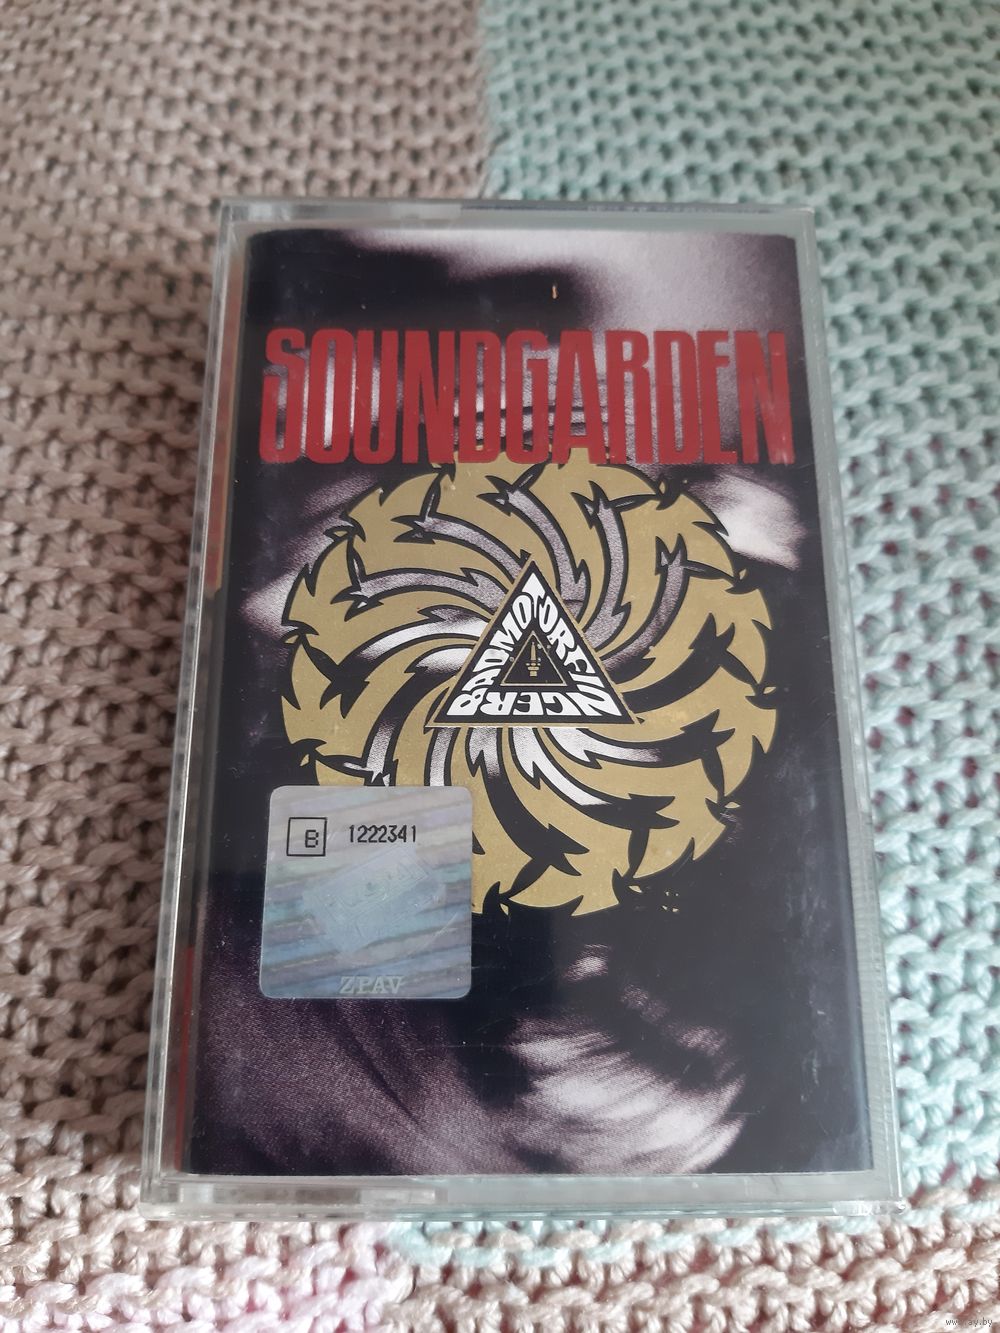 SOUNDGARDEN
BADMOTORFINGER
B 1222341
ZPAV